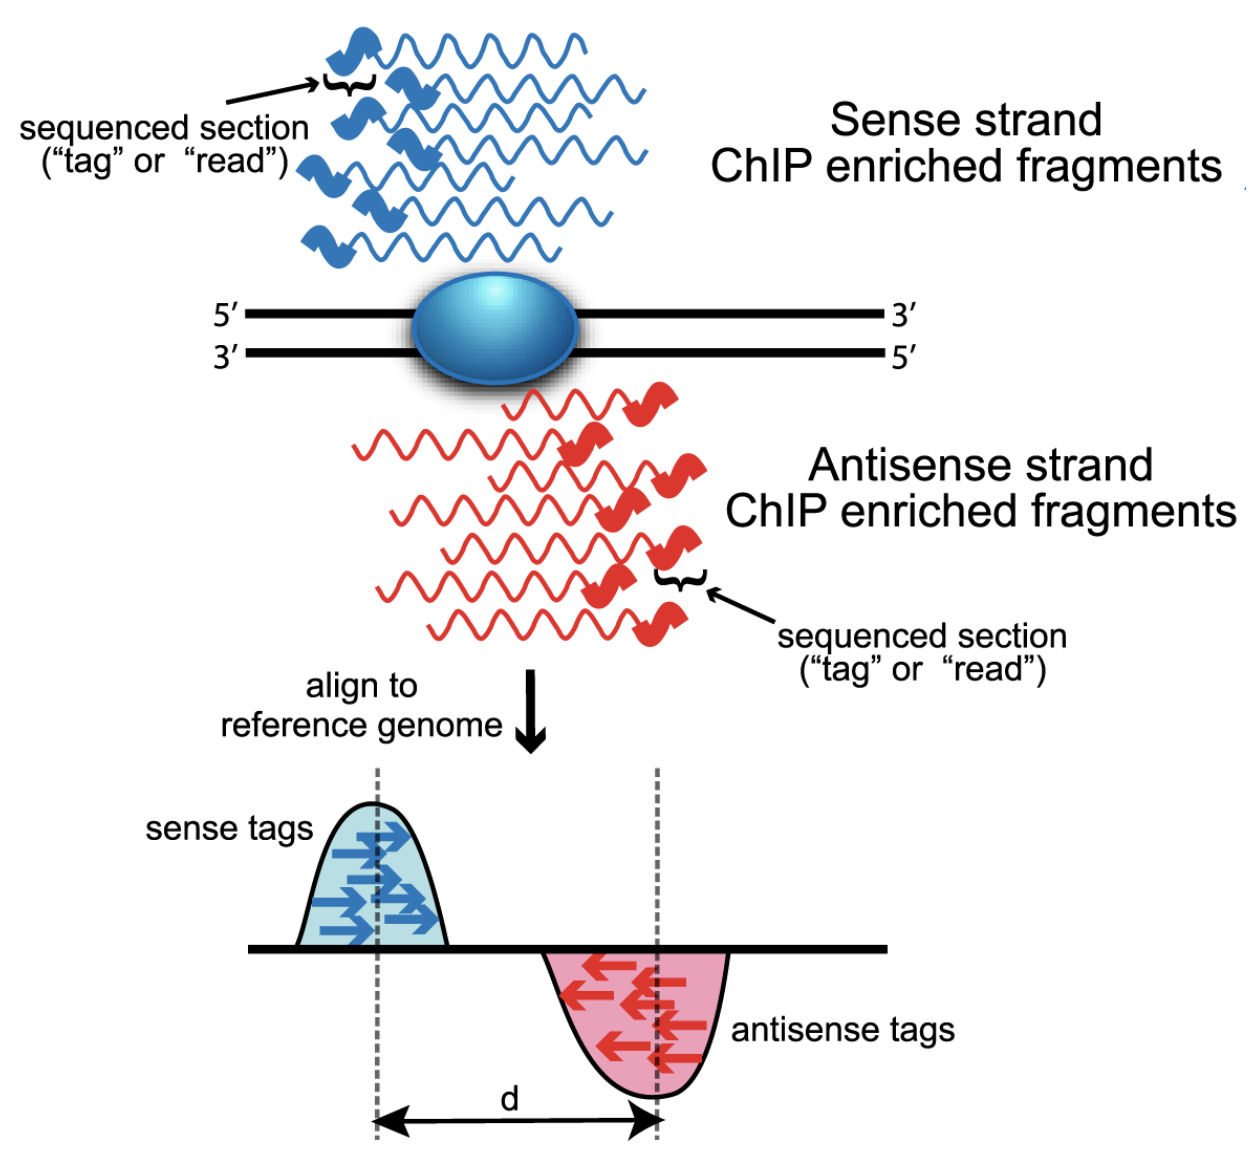 Sense strand
ChIP enriched fragments
sequenced section
(“tag” or “read”)
5′
3′
3′
5′
Antisense strand
ChIP enriched fragments
sequenced section
(“tag” or “read”)
align to
reference genome
sense tags
antisense tags
d